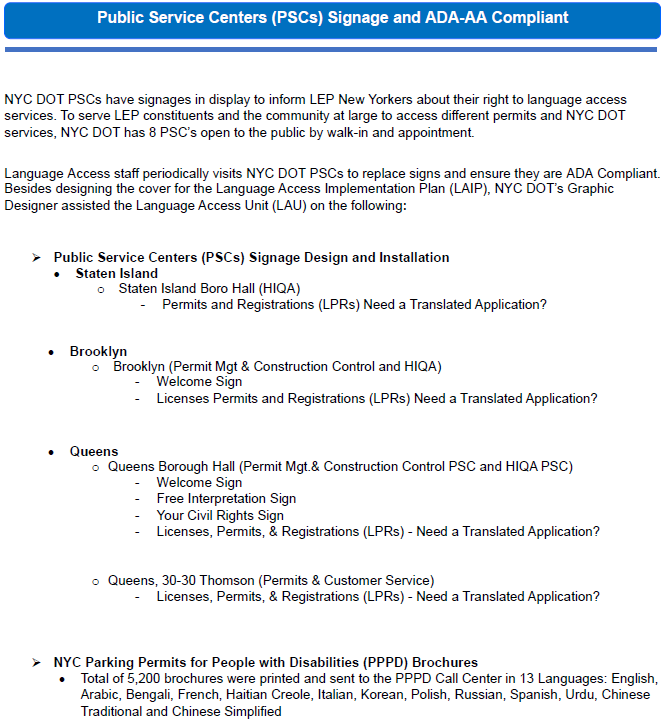 Public Service Centers (PSCs) Signage and ADA-AA Compliant
NYC DOT PSCs have signages in display to inform LEP New Yorkers about their right to language access
services. To serve LEP constituents and the community at large to access different permits and NYC DOT
services, NYC DOT has 8 PSC's open to the public by walk-in and appointment.
Language Access staff periodically visits NYC DOT PSCs to replace signs and ensure they are ADA Compliant.
Besides designing the cover for the Language Access Implementation Plan (LAIP), NYC DOT's Graphic
Designer assisted the Language Access Unit (LAU) on the following:
➢ Public Service Centers (PSCs) Signage Design and Installation
• Staten Island
o Staten Island Boro Hall (HIQA)
- Permits and Registrations (LPRs) Need a Translated Application?
• Brooklyn
o Brooklyn (Permit Mgt & Construction Control and HIQA)
- Welcome Sign
- Licenses Permits and Registrations (LPRs) Need a Translated Application?
• Queens
o Queens Borough Hall (Permit Mgt.& Construction Control PSC and HIQA PSC)
- Welcome Sign
- Free Interpretation Sign
- Your Civil Rights Sign
- Licenses, Permits, & Registrations (LPRs) - Need a Translated Application?
o Queens, 30-30 Thomson (Permits & Customer Service)
- Licenses, Permits, & Registrations (LPRs) - Need a Translated Application?
➢ NYC Parking Permits for People with Disabilities (PPPD) Brochures
• Total of 5,200 brochures were printed and sent to the PPPD Call Center in 13 Languages: English,
Arabic, Bengali, French, Haitian Creole, Italian, Korean, Polish, Russian, Spanish, Urdu, Chinese
Traditional and Chinese Simplified